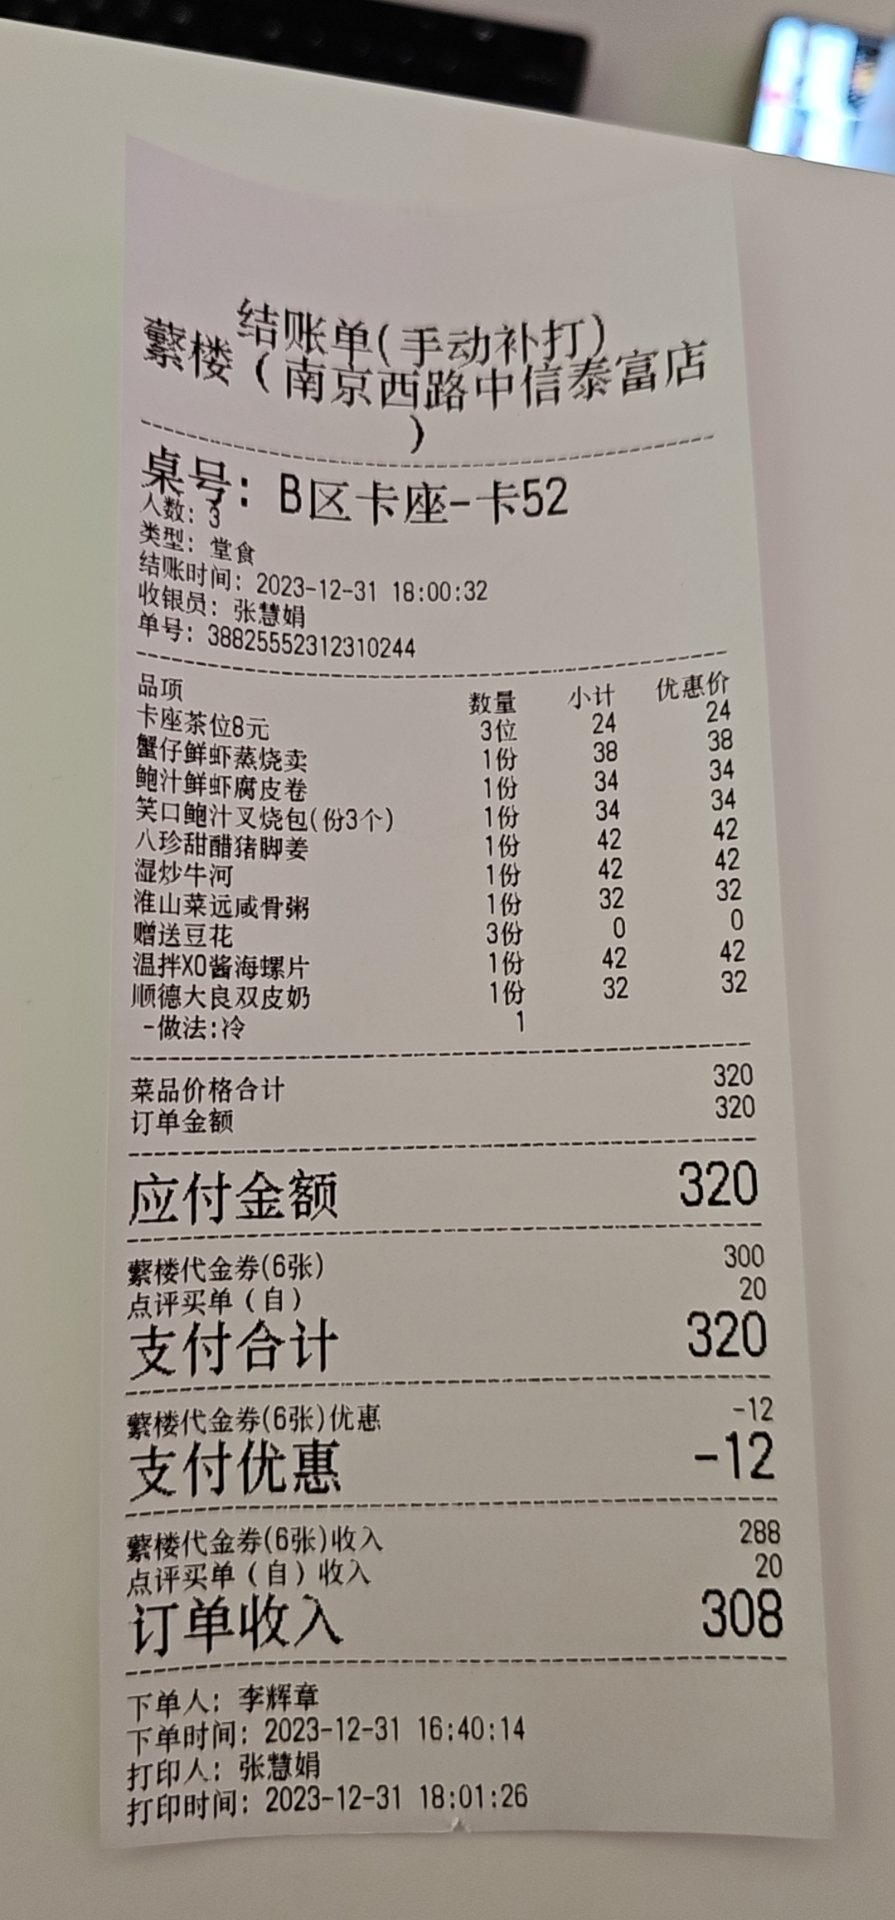 结账单(手动补打)
蘩楼（南京西路中信泰富店
）
桌号：B区卡座-卡52
人数：3
类型：堂食
结账时间：2023-12-31 18:00:32
收银员：张慧娟
单号：38825552312310244
品项 数量 小计 优惠价
卡座茶位8元 3位 24 24
蟹仔鲜虾蒸烧卖 1份 38 38
鲍汁鲜虾腐皮卷 1份 34 34
笑口鲍汁叉烧包(份3个) 1份 34 34
八珍甜醋猪脚姜 1份 42 42
湿炒牛河 1份 42 42
淮山菜远咸骨粥 1份 32 32
赠送豆花 3份 0 0
温拌XO酱海螺片 1份 42 42
顺德大良双皮奶 1份 32 32
-做法:冷 1
菜品价格合计 320
订单金额 320
应付金额 320
蘩楼代金券(6张) 300
点评买单（自） 20
支付合计 320
蘩楼代金券(6张)优惠 -12
支付优惠 -12
蘩楼代金券(6张)收入 288
点评买单（自）收入 20
订单收入 308
下单人：李辉章
下单时间：2023-12-31 16:40:14
打印人：张慧娟
打印时间：2023-12-31 18:01:26